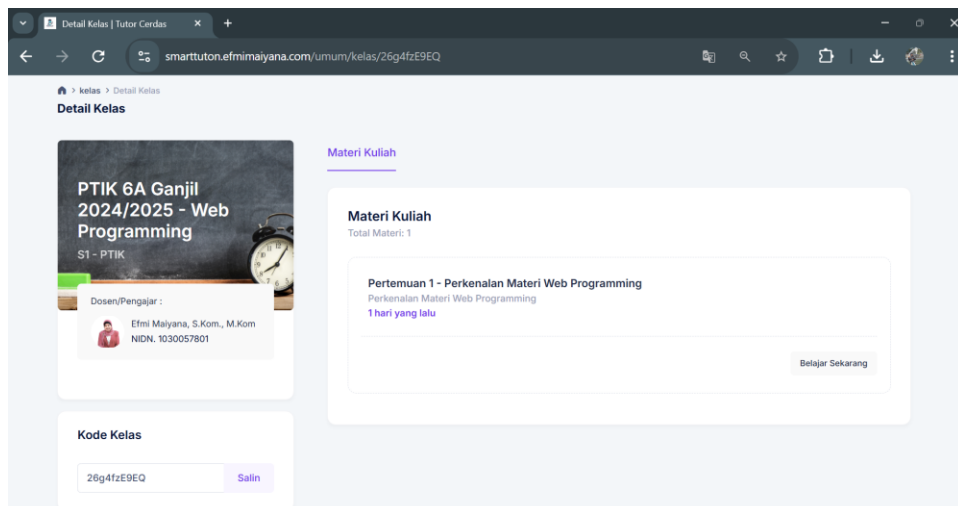 Detail Kelas | Tutor Cerdas
smarttuton.efmimaiyana.com/umum/kelas/26g4fzE9EQ
kelas > Detail Kelas
Detail Kelas
PTIK 6A Ganjil
2024/2025 - Web
Programming
S1 - PTIK
Dosen/Pengajar :
Efmi Maiyana, S.Kom., M.Kom
NIDN. 1030057801
Kode Kelas
26g4fzE9EQ
Salin
Materi Kuliah
Materi Kuliah
Total Materi: 1
Pertemuan 1 - Perkenalan Materi Web Programming
Perkenalan Materi Web Programming
1 hari yang lalu
Belajar Sekarang